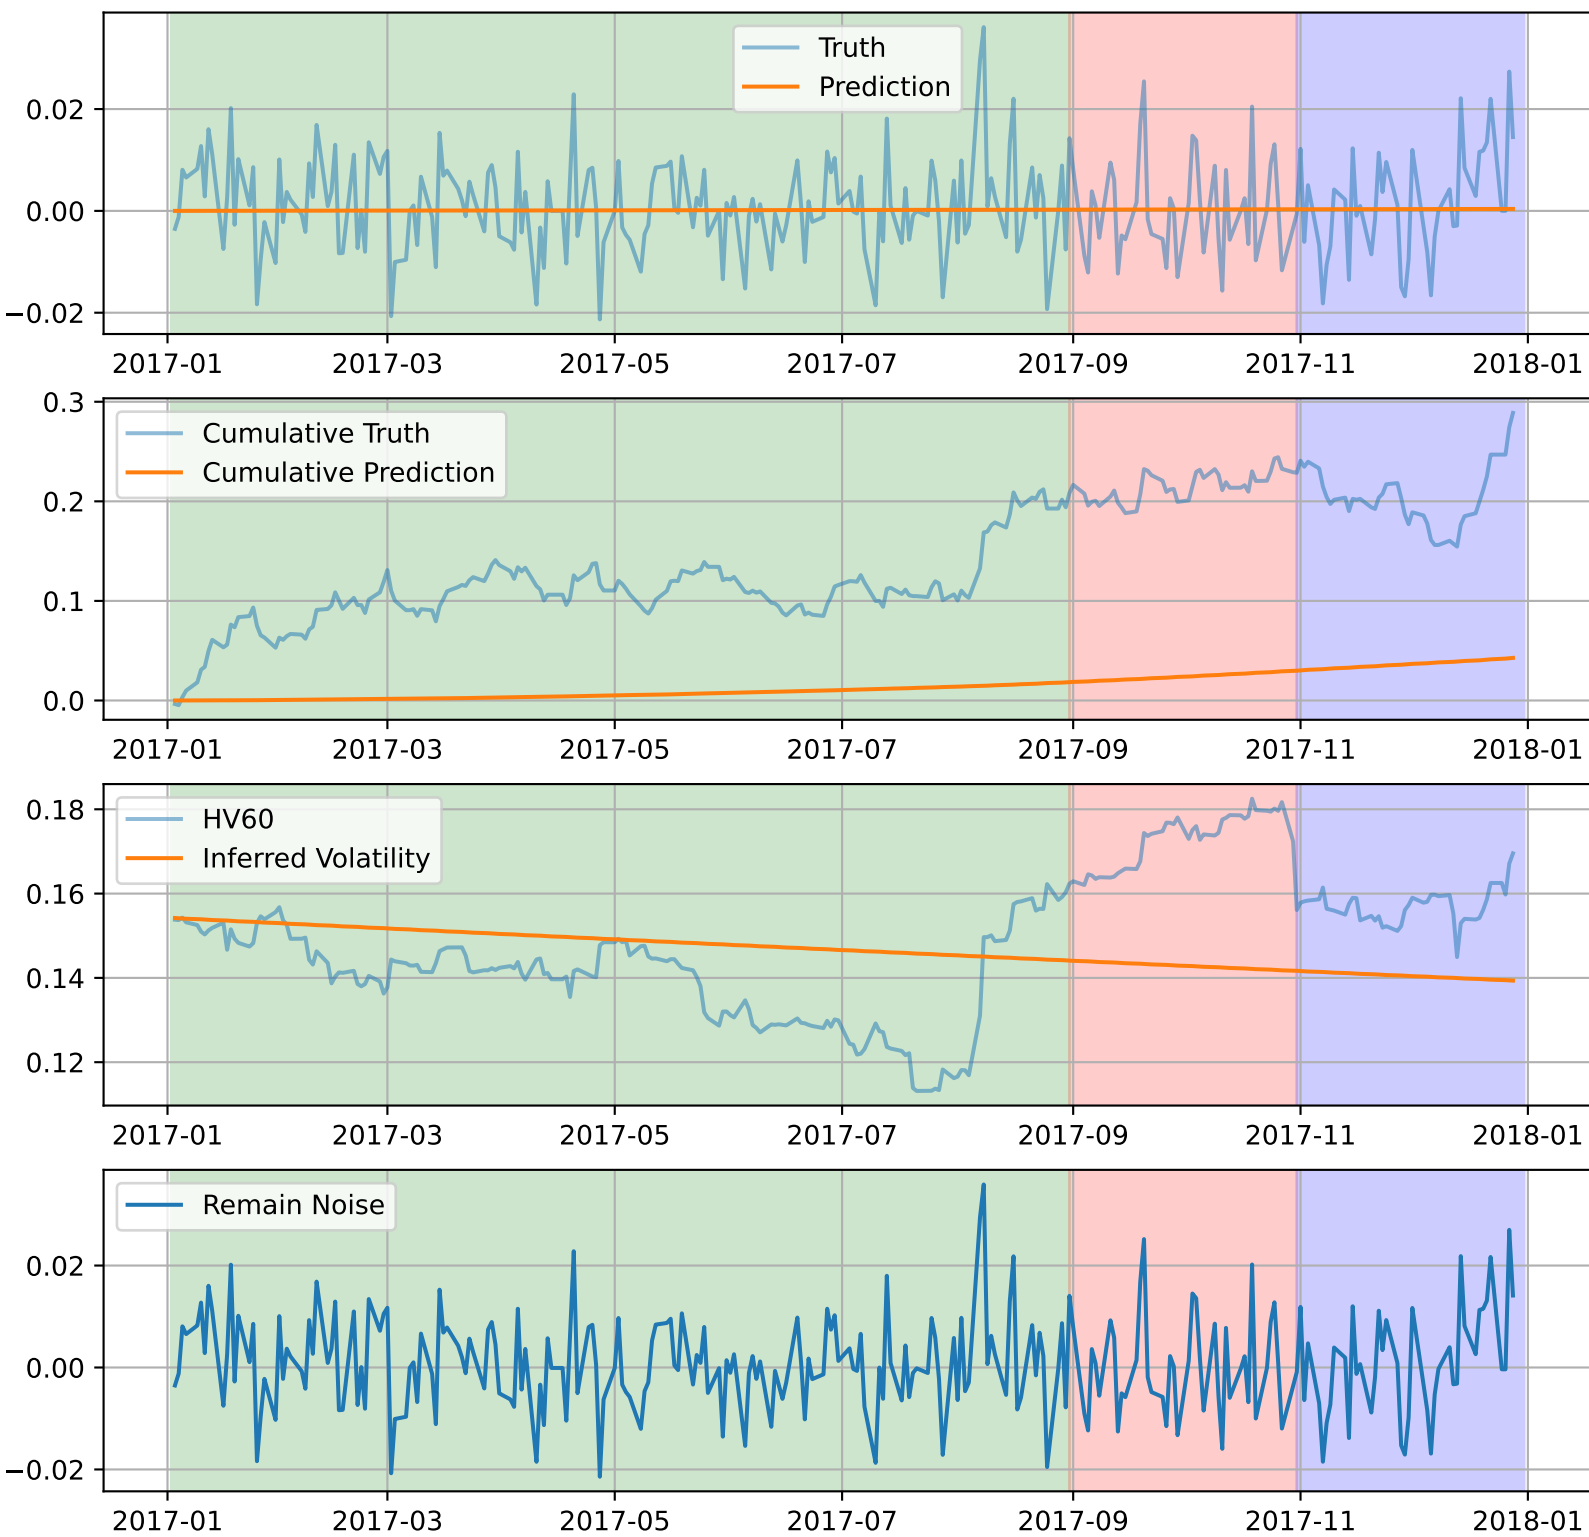 Truth
Prediction
0.02
0.00
−0.02
2017-01 2017-03 2017-05 2017-07 2017-09 2017-11 2018-01
Cumulative Truth
Cumulative Prediction
0.3
0.2
0.1
0.0
2017-01 2017-03 2017-05 2017-07 2017-09 2017-11 2018-01
HV60
Inferred Volatility
0.18
0.16
0.14
0.12
2017-01 2017-03 2017-05 2017-07 2017-09 2017-11 2018-01
Remain Noise
0.02
0.00
−0.02
2017-01 2017-03 2017-05 2017-07 2017-09 2017-11 2018-01